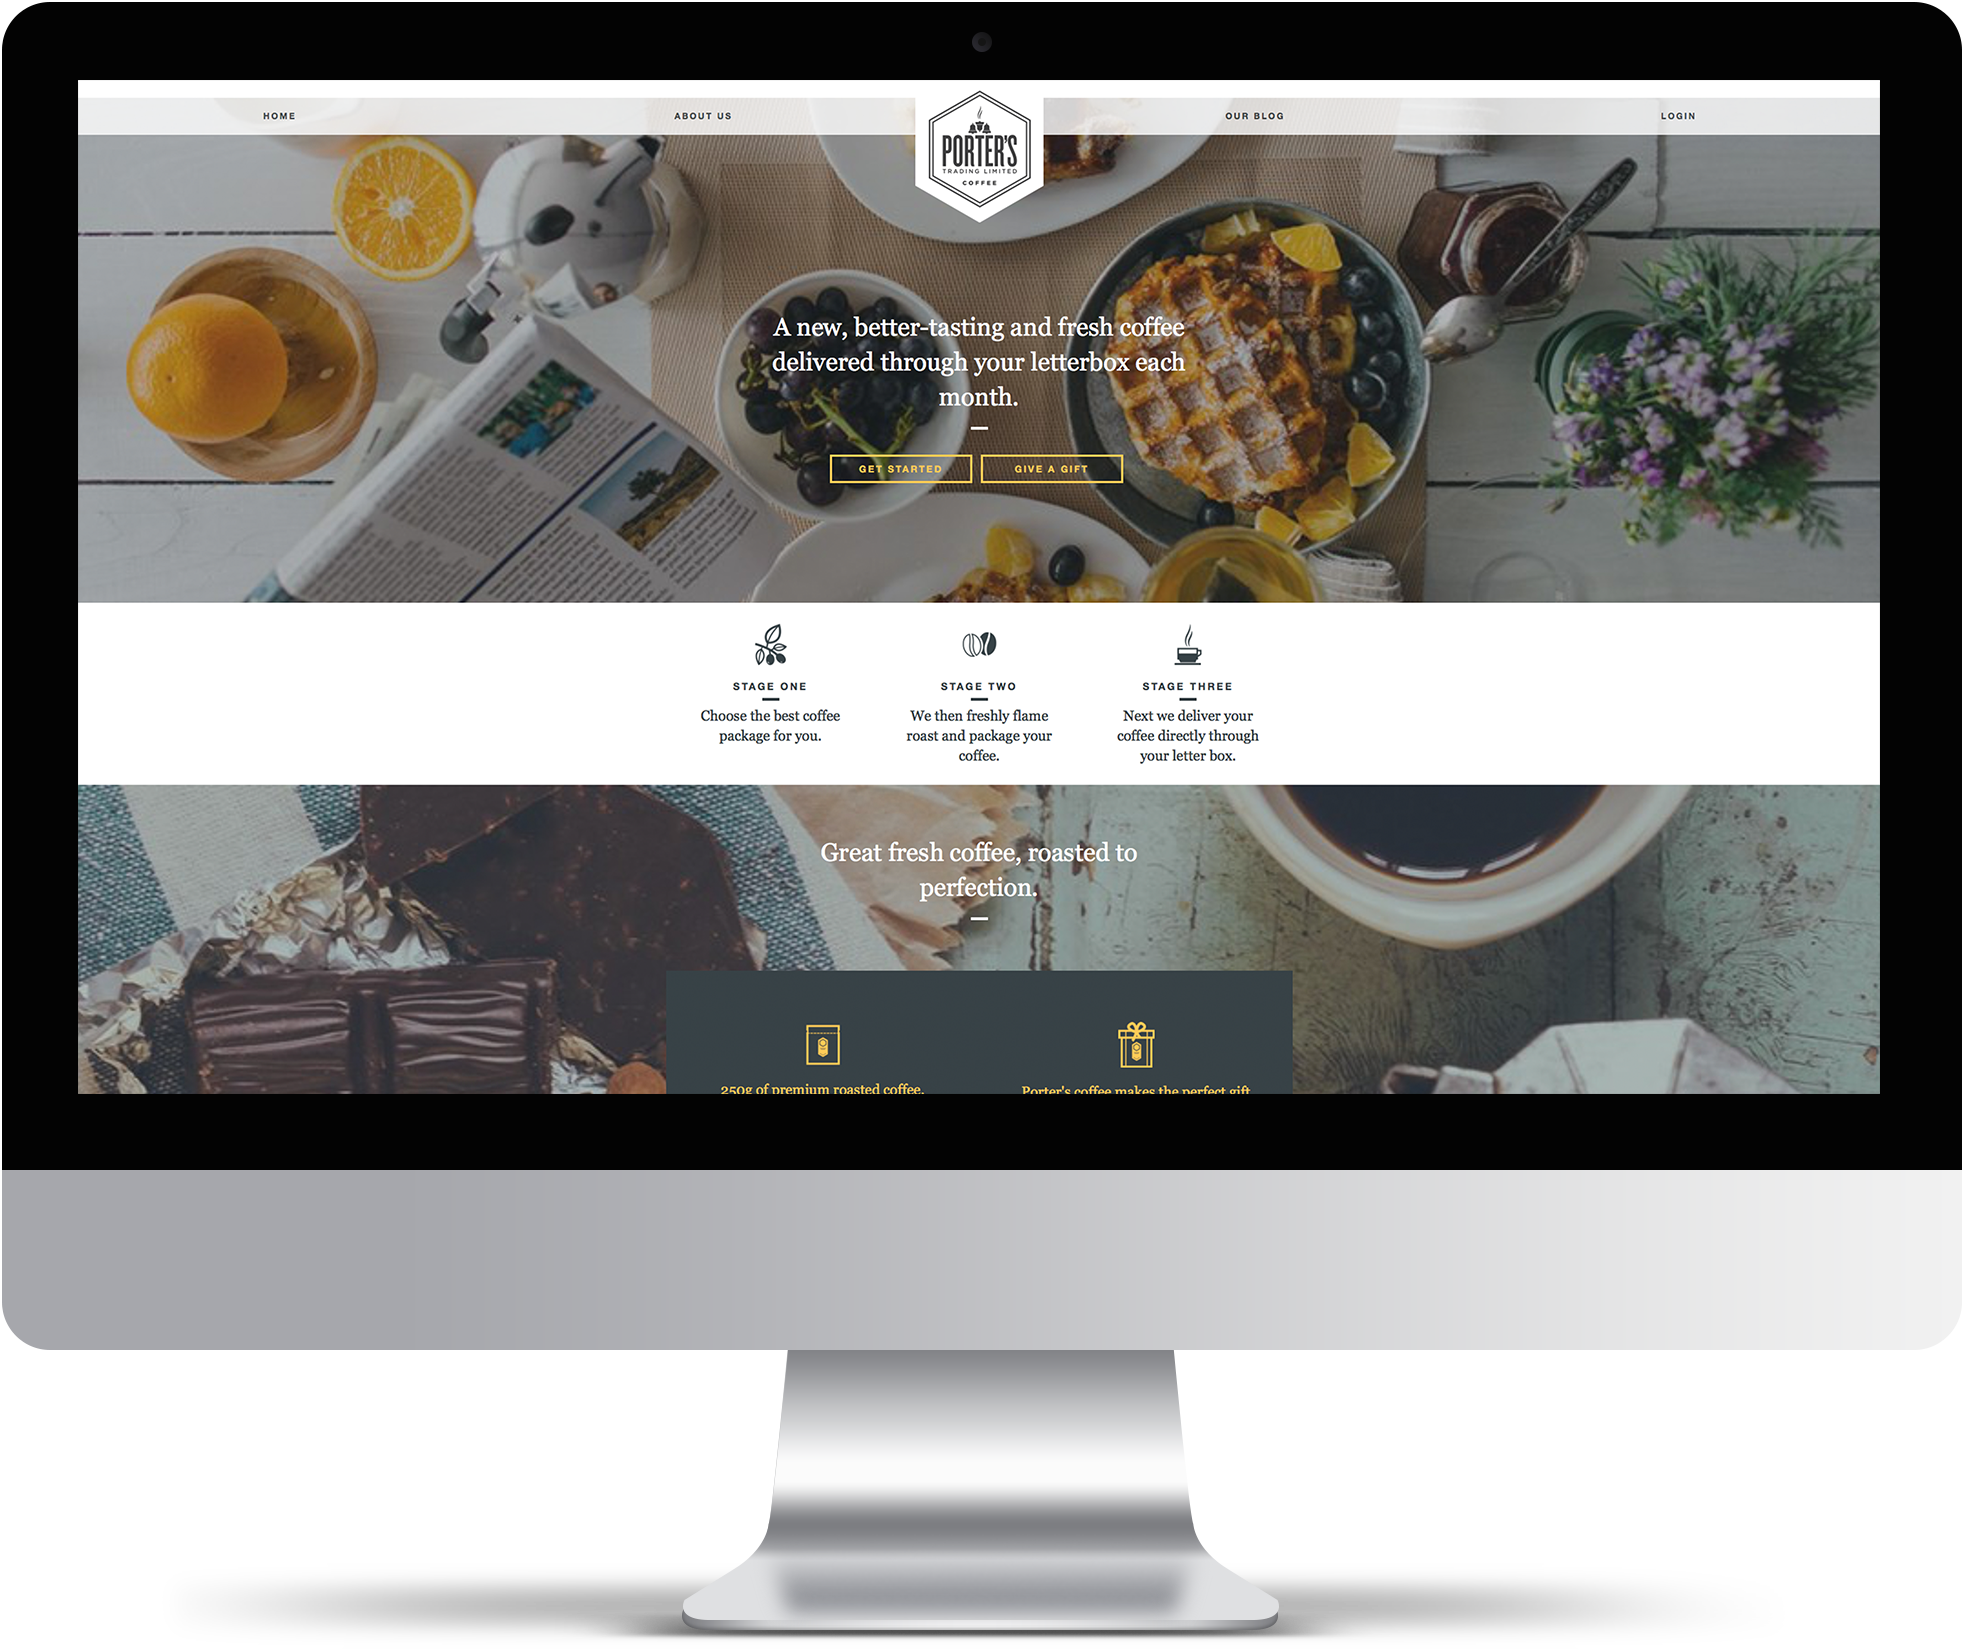 HOME
ABOUT US
PORTER'S
TRADING LIMITED
COFFEE
OUR BLOG
LOGIN
A new, better-tasting and fresh coffee
delivered through your letterbox each
month.
GET STARTED
GIVE A GIFT
STAGE ONE
Choose the best coffee
package for you.
STAGE TWO
We then freshly flame
roast and package your
coffee.
STAGE THREE
Next we deliver your
coffee directly through
your letter box.
Great fresh coffee, roasted to
perfection.
250g of premium roasted coffee,
Porter's coffee makes the perfect gift